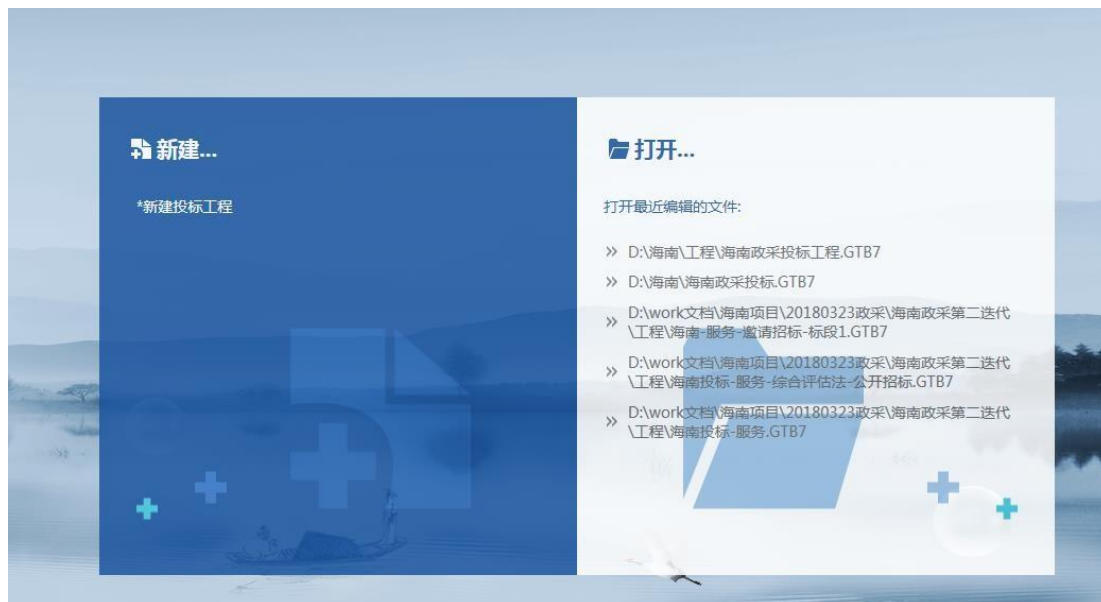 新建...
*新建投标工程
打开...
打开最近编辑的文件:
» D:\海南\工程\海南政采投标工程.GTB7
» D:\海南\海南政采投标.GTB7
» D:\work文档\海南项目\20180323政采\海南政采第二迭代
\工程\海南-服务-邀请招标-标段1.GTB7
» D:\work文档\海南项目\20180323政采\海南政采第二迭代
\工程\海南投标-服务-综合评估法-公开招标.GTB7
» D:\work文档\海南项目\20180323政采\海南政采第二迭代
\工程\海南投标-服务.GTB7